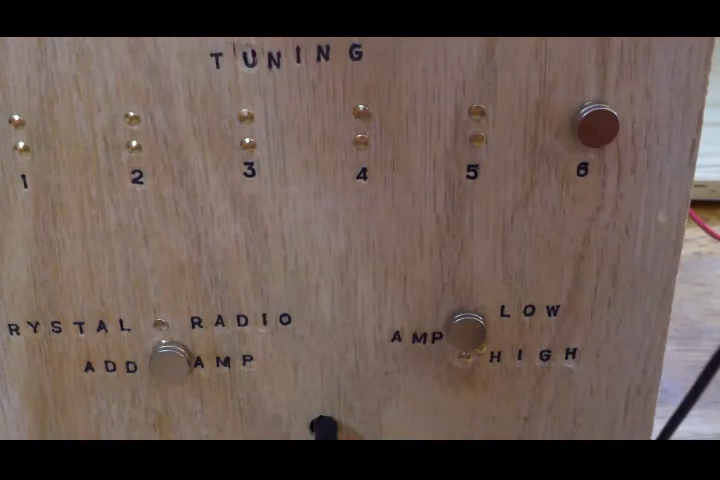 TUNING
1 2 3 4 5 6
RYSTAL RADIO
ADD AMP
AMP LOW
HIGH